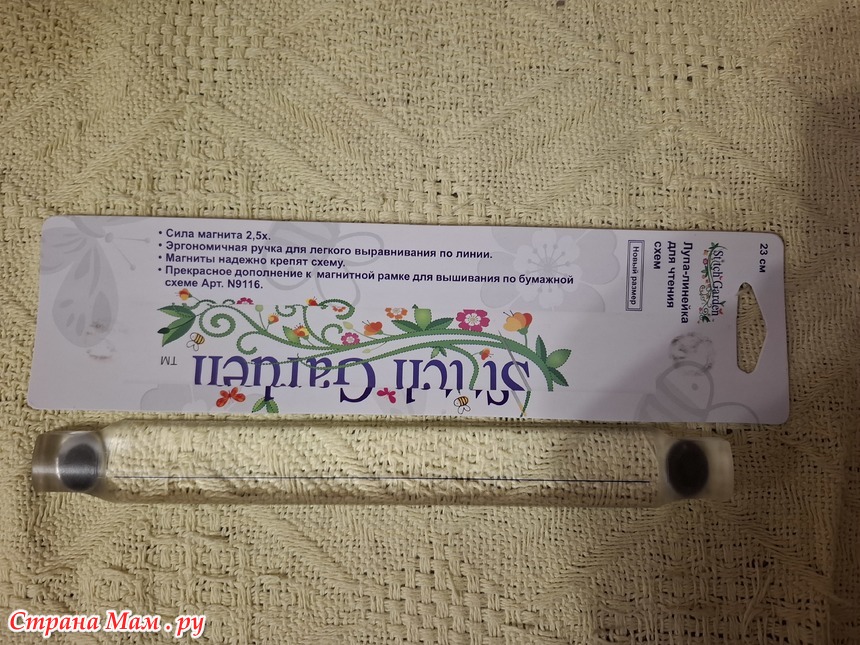 • Сила магнита 2,5х.
• Эргономичная ручка для легкого выравнивания по линии.
• Магниты надежно крепят схему.
• Прекрасное дополнение к магнитной рамке для вышивания по бумажной
схеме Арт. N9116.
Stitch Garden
TM
23 см
Stitch Garden
Лупа-линейка
для чтения
схем
Новый размер
Страна Мам.ру